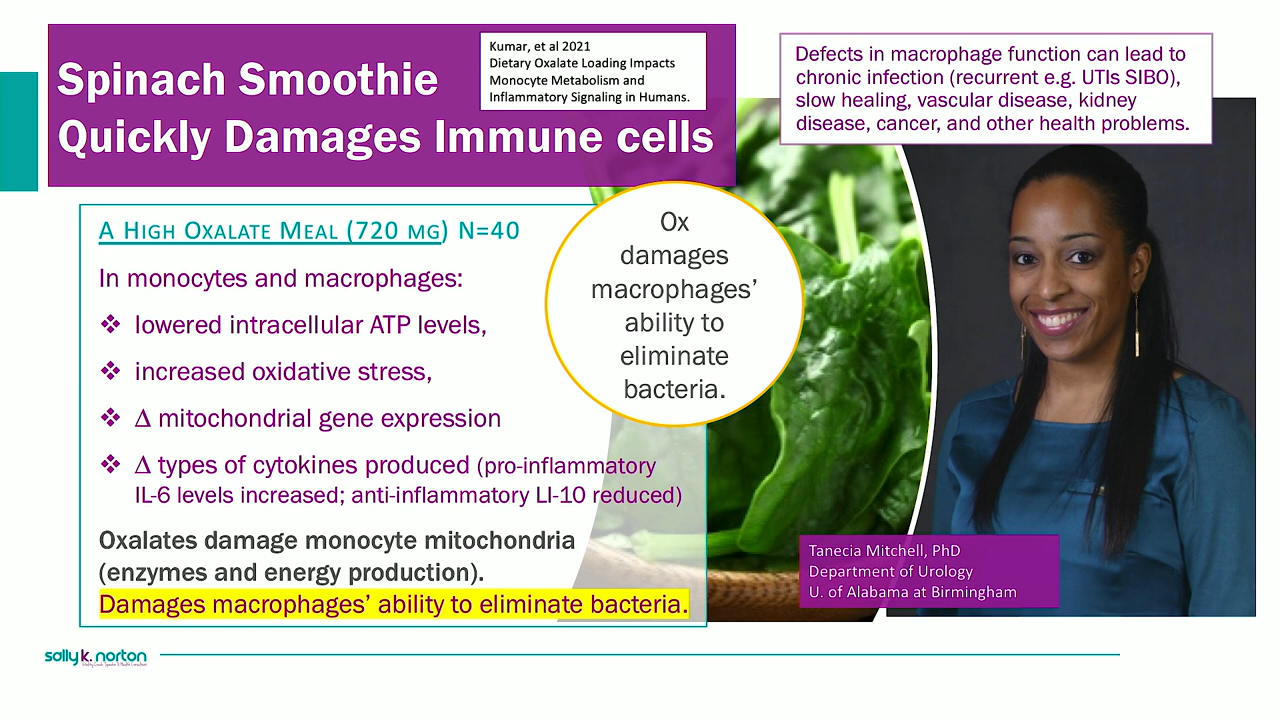 Spinach Smoothie
Quickly Damages Immune cells
Kumar, et al 2021
Dietary Oxalate Loading Impacts
Monocyte Metabolism and
Inflammatory Signaling in Humans.
Defects in macrophage function can lead to
chronic infection (recurrent e.g. UTIs SIBO),
slow healing, vascular disease, kidney
disease, cancer, and other health problems.
A High Oxalate Meal (720 mg) N=40
In monocytes and macrophages:
❖ lowered intracellular ATP levels,
❖ increased oxidative stress,
❖ Δ mitochondrial gene expression
❖ Δ types of cytokines produced (pro-inflammatory
IL-6 levels increased; anti-inflammatory LI-10 reduced)
Oxalates damage monocyte mitochondria
(enzymes and energy production).
Damages macrophages’ ability to eliminate bacteria.
Ox
damages
macrophages’
ability to
eliminate
bacteria.
Tanecia Mitchell, PhD
Department of Urology
U. of Alabama at Birmingham
sally k. norton